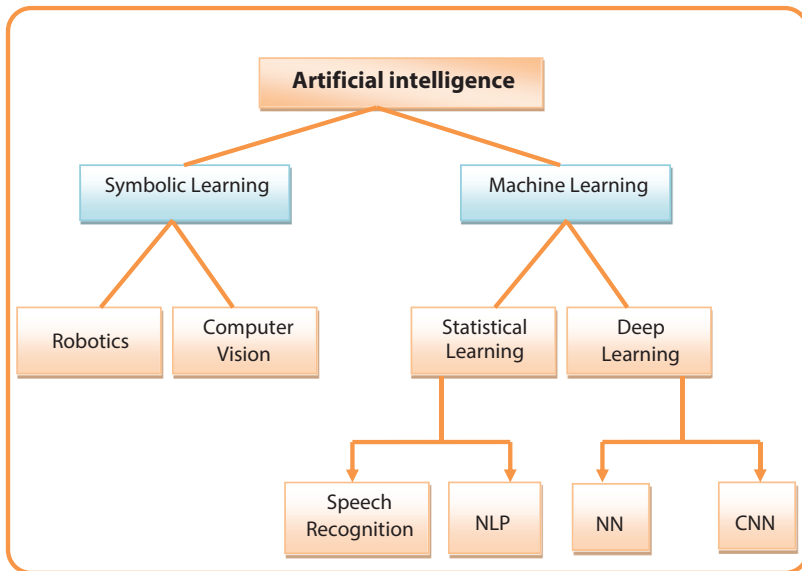 Artificial intelligence
Symbolic Learning
Machine Learning
Robotics
Computer
Vision
Statistical
Learning
Deep
Learning
Speech
Recognition
NLP
NN
CNN